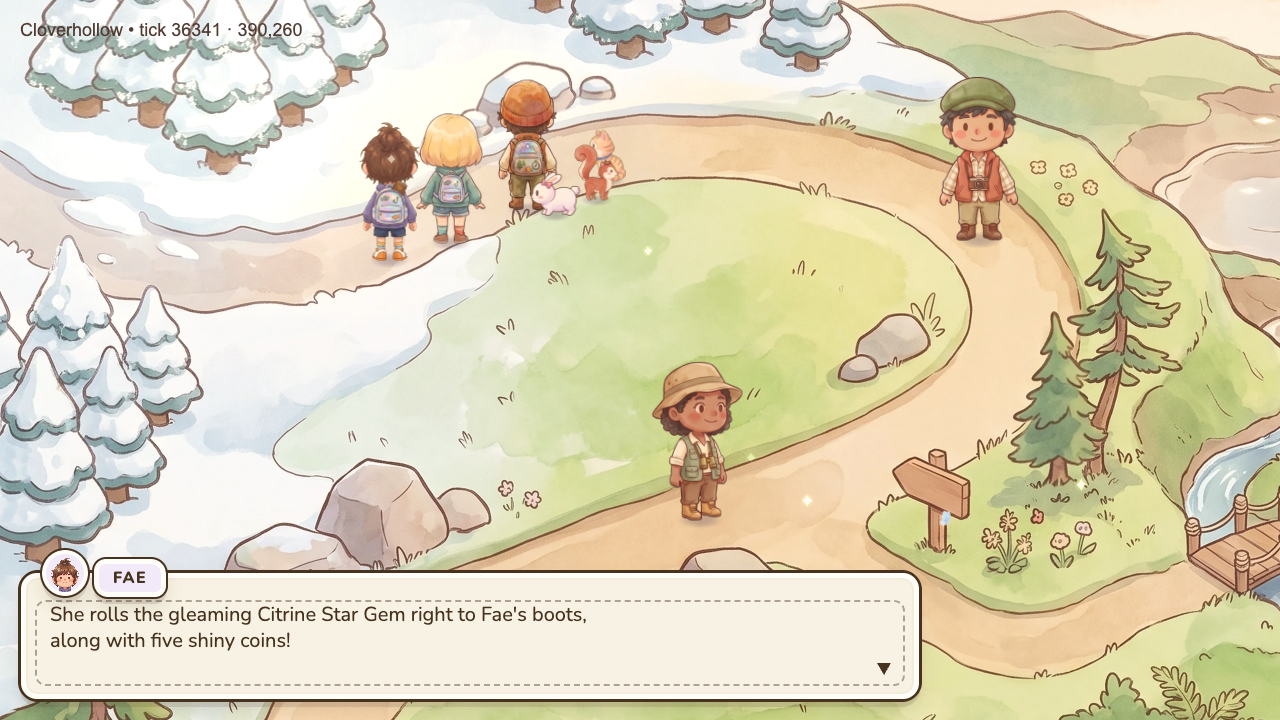 Cloverhollow • tick 36341 · 390,260
FAE
She rolls the gleaming Citrine Star Gem right to Fae's boots,
along with five shiny coins!